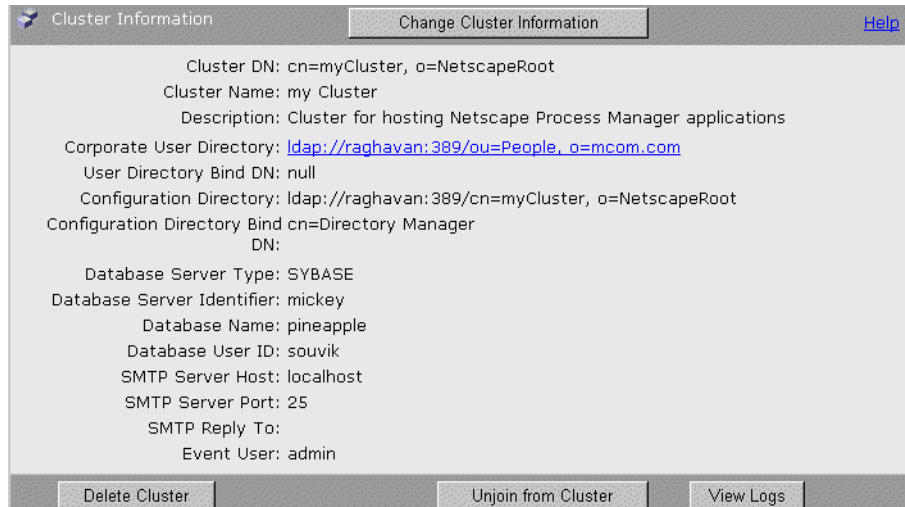 Cluster Information Change Cluster Information Help
Cluster DN: cn=myCluster, o=NetscapeRoot
Cluster Name: my Cluster
Description: Cluster for hosting Netscape Process Manager applications
Corporate User Directory: ldap://raghavan:389/ou=People, o=mcom.com
User Directory Bind DN: null
Configuration Directory: ldap://raghavan:389/cn=myCluster, o=NetscapeRoot
Configuration Directory Bind cn=Directory Manager
DN:
Database Server Type: SYBASE
Database Server Identifier: mickey
Database Name: pineapple
Database User ID: souvik
SMTP Server Host: localhost
SMTP Server Port: 25
SMTP Reply To:
Event User: admin
Delete Cluster Unjoin from Cluster View Logs